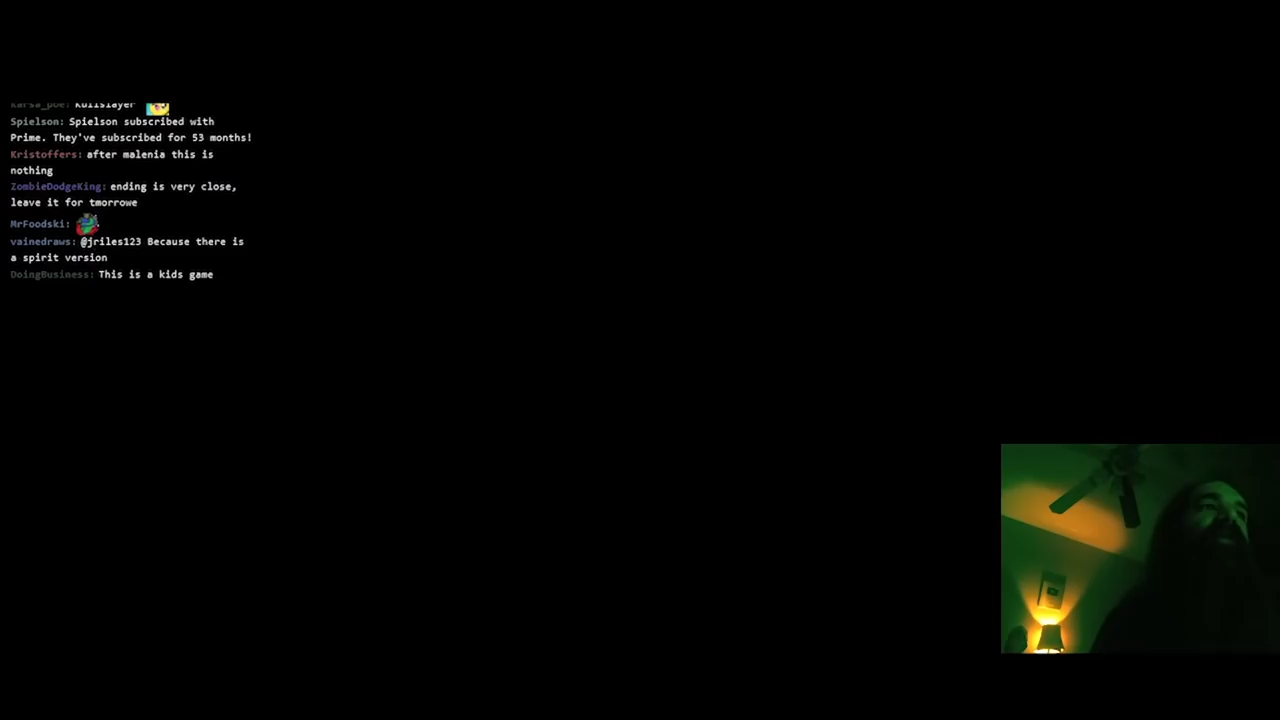 Karsa_poe: Kullslayer
Spielson: Spielson subscribed with
Prime. They've subscribed for 53 months!
Kristoffers: after malenia this is
nothing
ZombieDodgeKing: ending is very close,
leave it for tmorrowe
MrFoodski:
vainedraws: @jriles123 Because there is
a spirit version
DoingBusiness: This is a kids game